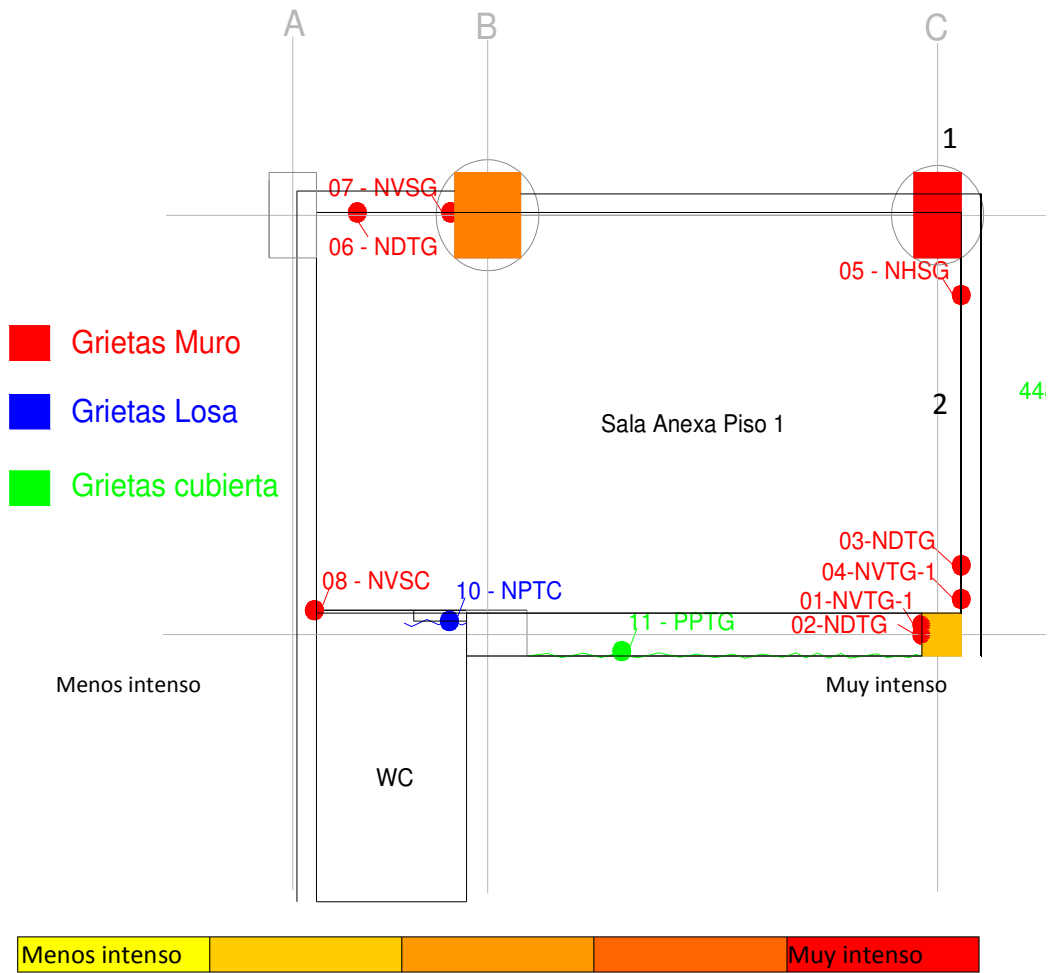 A
B
C
1
07 - NVSG
06 - NDTG
05 - NHSG
Grietas Muro
Grietas Losa
Grietas cubierta
Sala Anexa Piso 1
2
44
03-NDTG
04-NVTG-1
01-NVTG-1
02-NDTG
08 - NVSC
10 - NPTC
11 - PPTG
Menos intenso
Muy intenso
WC
Menos intenso
Muy intenso